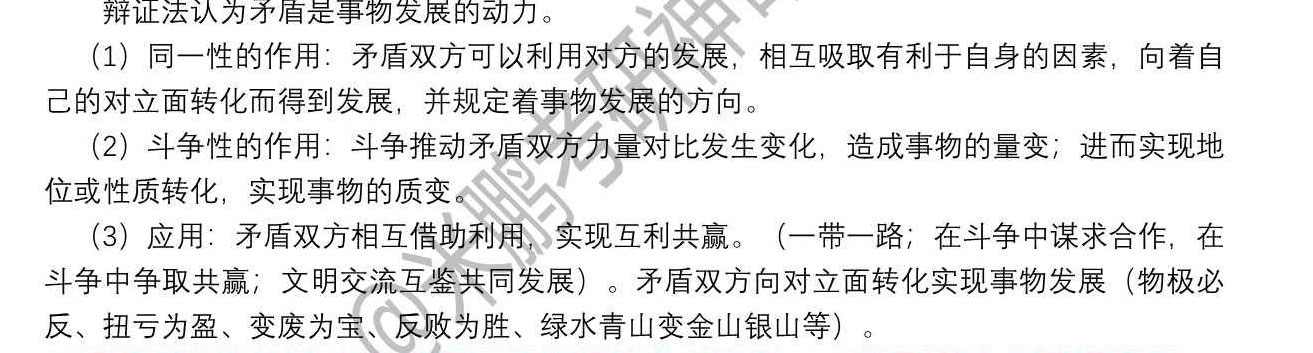 辩证法认为矛盾是事物发展的动力。
（1）同一性的作用：矛盾双方可以利用对方的发展，相互吸取有利于自身的因素，向着自
己的对立面转化而得到发展，并规定着事物发展的方向。
（2）斗争性的作用：斗争推动矛盾双方力量对比发生变化，造成事物的量变；进而实现地
位或性质转化，实现事物的质变。
（3）应用：矛盾双方相互借助利用，实现互利共赢。（一带一路；在斗争中谋求合作，在
斗争中争取共赢；文明交流互鉴共同发展）。矛盾双方向对立面转化实现事物发展（物极必
反、扭亏为盈、变废为宝、反败为胜、绿水青山变金山银山等）。
@米鹏考研神